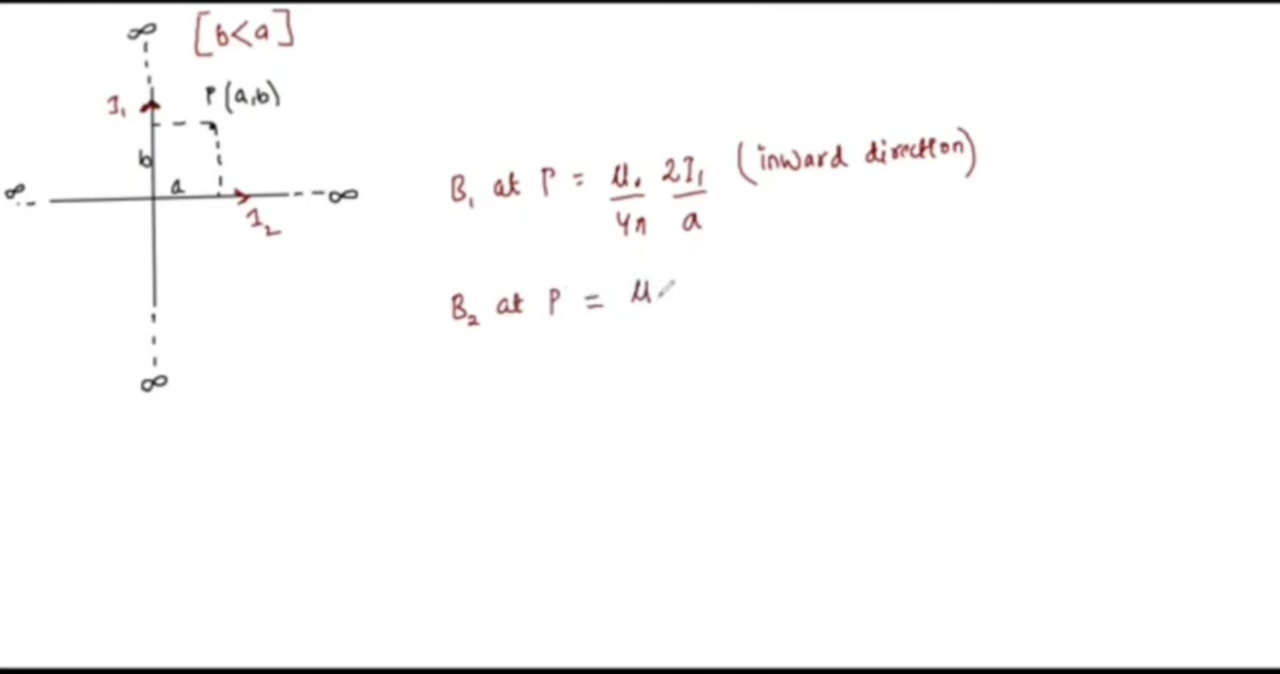 ∞ [b<a]
I₁ P(a,b)
b
a
∞ ∞
I₂
∞
B₁ at P = μ₀/4π 2I₁/a (inward direction)
B₂ at P = μ